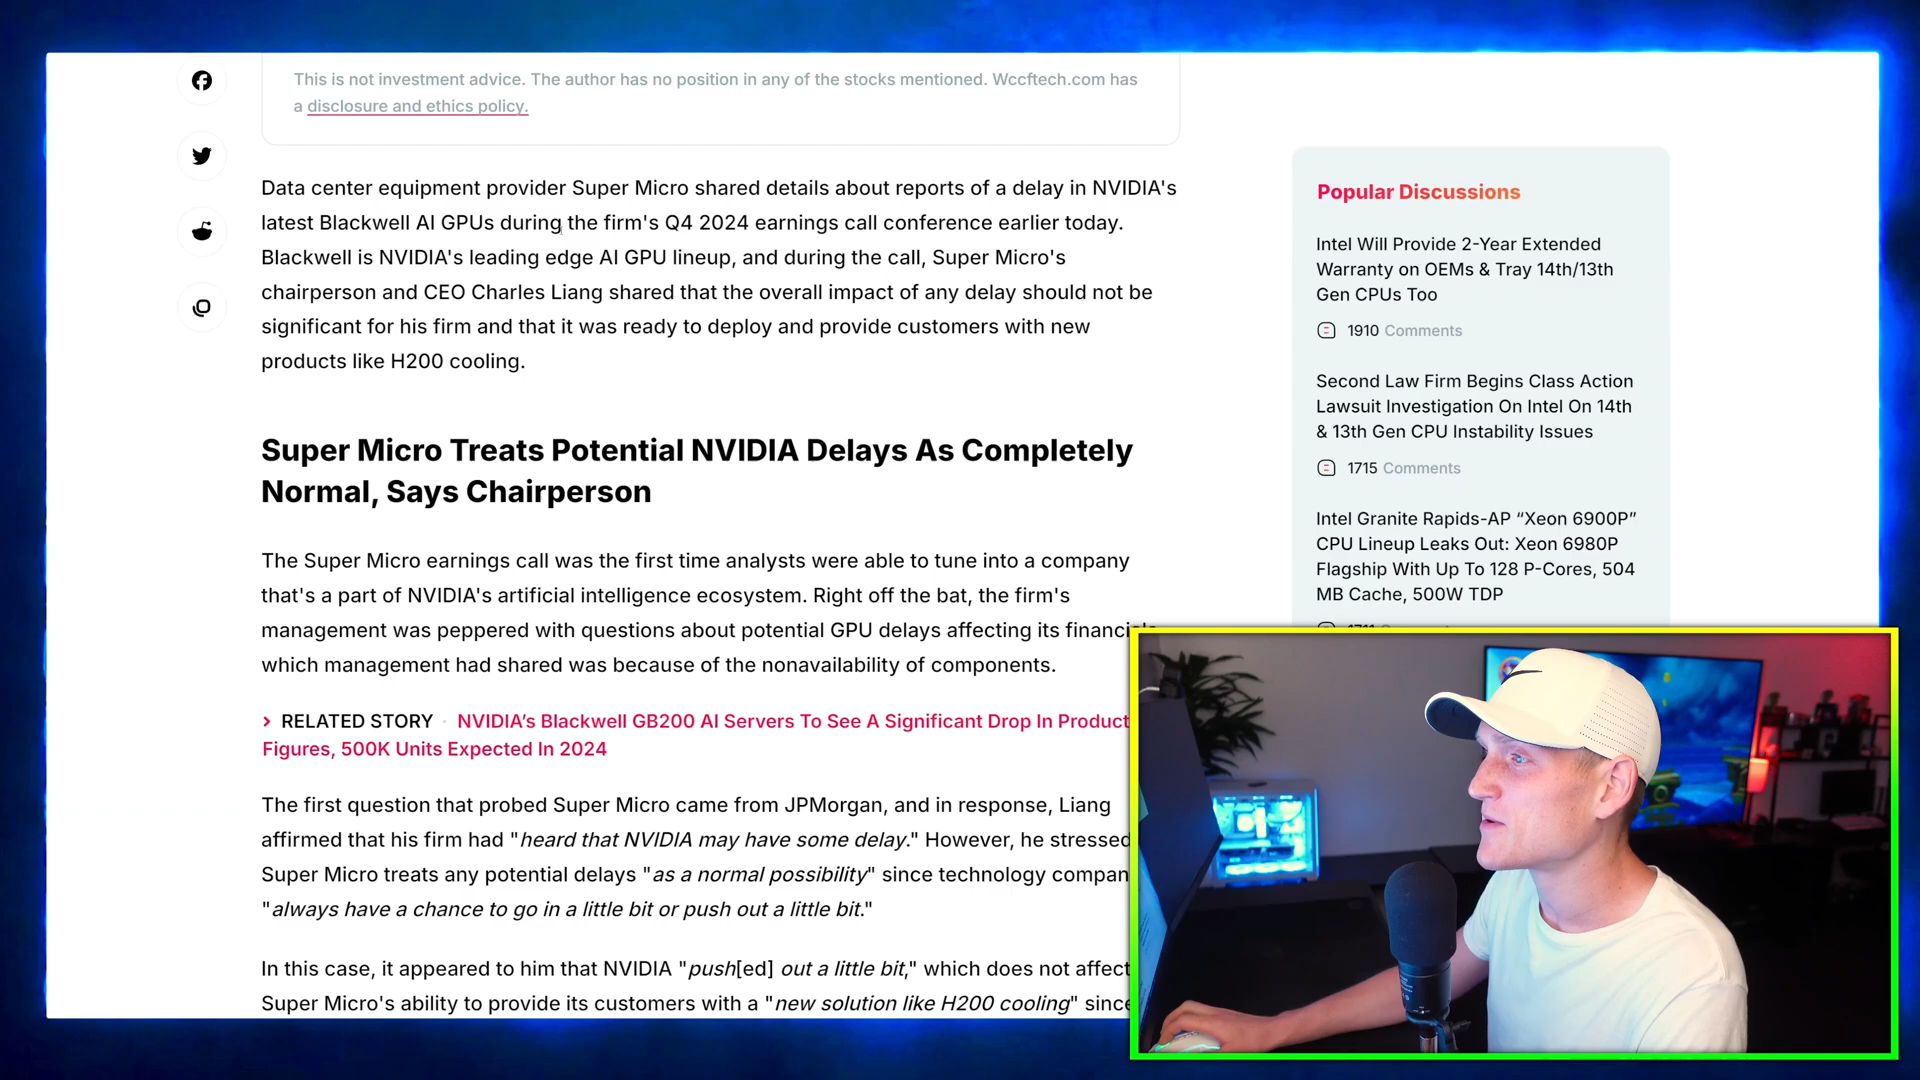 This is not investment advice. The author has no position in any of the stocks mentioned. Wccftech.com has
a disclosure and ethics policy.
Data center equipment provider Super Micro shared details about reports of a delay in NVIDIA's
latest Blackwell AI GPUs during the firm's Q4 2024 earnings call conference earlier today.
Blackwell is NVIDIA's leading edge AI GPU lineup, and during the call, Super Micro's
chairperson and CEO Charles Liang shared that the overall impact of any delay should not be
significant for his firm and that it was ready to deploy and provide customers with new
products like H200 cooling.
Super Micro Treats Potential NVIDIA Delays As Completely
Normal, Says Chairperson
The Super Micro earnings call was the first time analysts were able to tune into a company
that's a part of NVIDIA's artificial intelligence ecosystem. Right off the bat, the firm's
management was peppered with questions about potential GPU delays affecting its
which management had shared was because of the nonavailability of components.
RELATED STORY · NVIDIA’s Blackwell GB200 AI Servers To See A Significant Drop In
Figures, 500K Units Expected In 2024
The first question that probed Super Micro came from JPMorgan, and in response, Liang
affirmed that his firm had "heard that NVIDIA may have some delay." However, he stressed
Super Micro treats any potential delays "as a normal possibility" since technology
"always have a chance to go in a little bit or push out a little bit."
In this case, it appeared to him that NVIDIA "push[ed] out a little bit," which does not affect
Super Micro's ability to provide its customers with a "new solution like H200 cooling" since
Popular Discussions
Intel Will Provide 2-Year Extended
Warranty on OEMs & Tray 14th/13th
Gen CPUs Too
1910 Comments
Second Law Firm Begins Class Action
Lawsuit Investigation On Intel On 14th
& 13th Gen CPU Instability Issues
1715 Comments
Intel Granite Rapids-AP “Xeon 6900P”
CPU Lineup Leaks Out: Xeon 6980P
Flagship With Up To 128 P-Cores, 504
MB Cache, 500W TDP